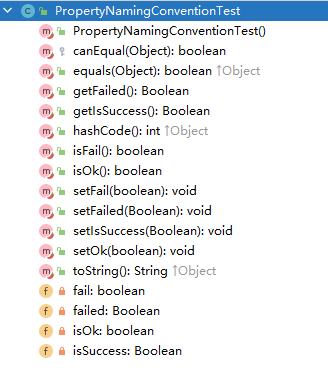 PropertyNamingConventionTest
PropertyNamingConventionTest()
canEqual(Object): boolean
equals(Object): boolean ↑Object
getFailed(): Boolean
getIsSuccess(): Boolean
hashCode(): int ↑Object
isFail(): boolean
isOk(): boolean
setFail(boolean): void
setFailed(Boolean): void
setIsSuccess(Boolean): void
setOk(boolean): void
toString(): String ↑Object
fail: boolean
failed: Boolean
isOk: boolean
isSuccess: Boolean